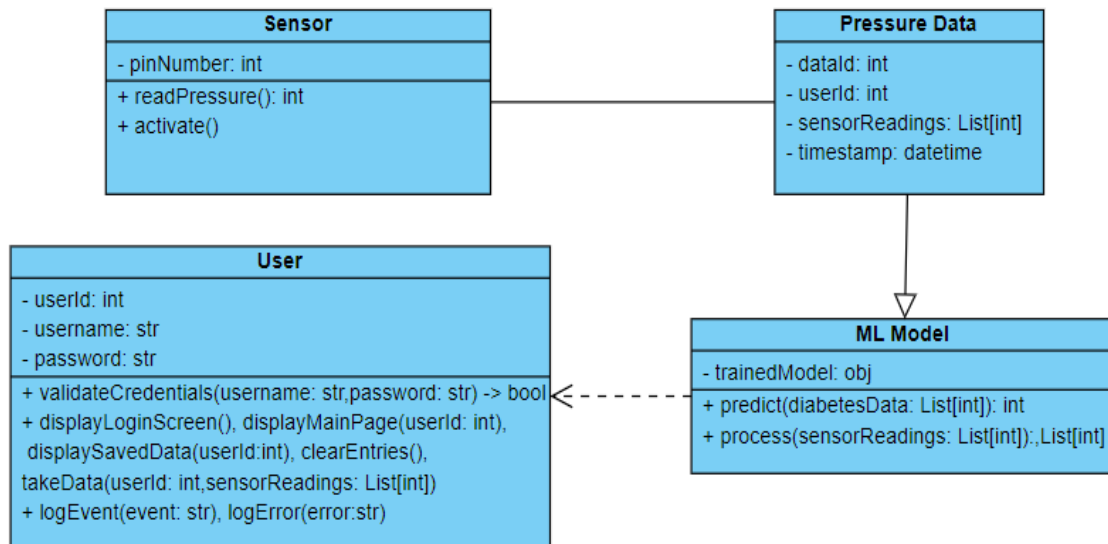 Sensor
- pinNumber: int
+ readPressure(): int
+ activate()
Pressure Data
- dataId: int
- userId: int
- sensorReadings: List[int]
- timestamp: datetime
User
- userId: int
- username: str
- password: str
+ validateCredentials(username: str,password: str) -> bool
+ displayLoginScreen(), displayMainPage(userId: int),
displaySavedData(userId:int), clearEntries(),
takeData(userId: int,sensorReadings: List[int])
+ logEvent(event: str), logError(error:str)
ML Model
- trainedModel: obj
+ predict(diabetesData: List[int]): int
+ process(sensorReadings: List[int]):,List[int]